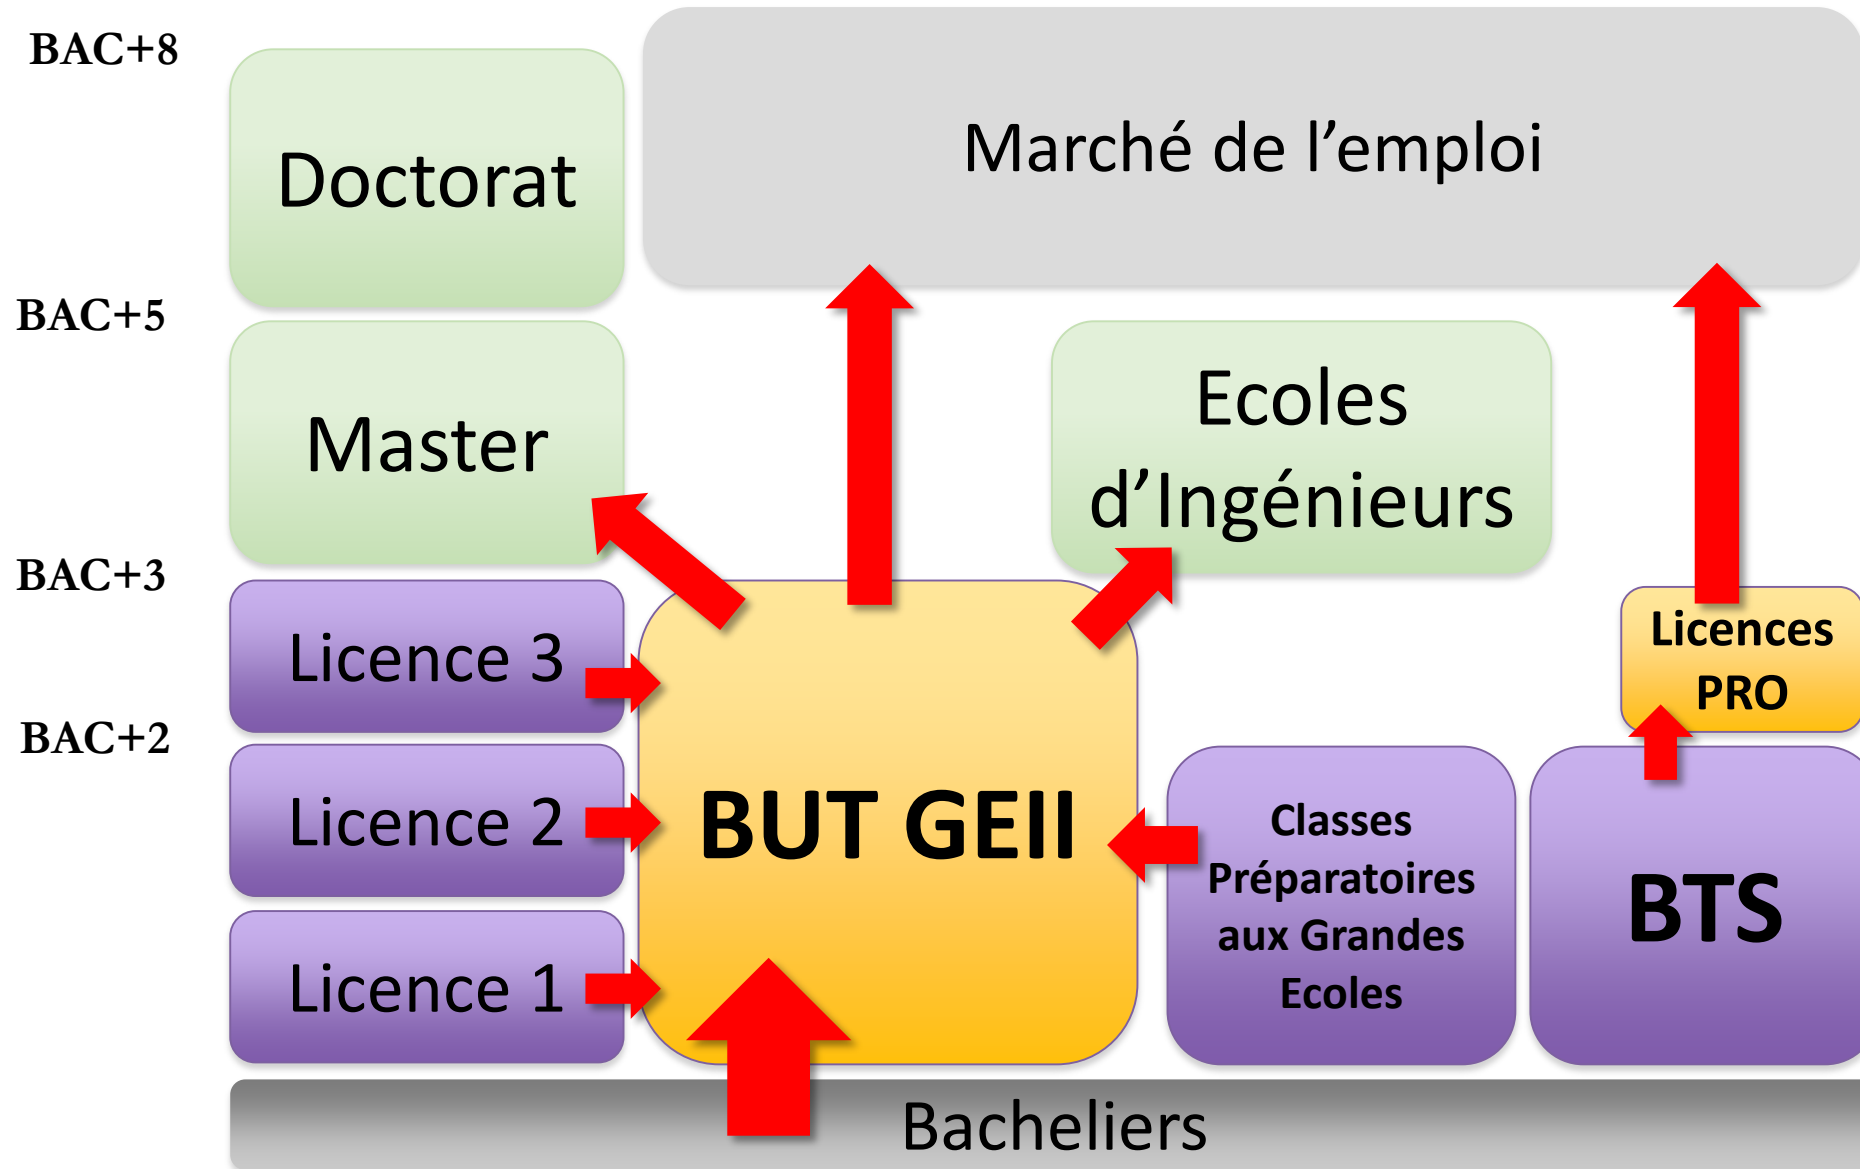 BAC+8
Doctorat
Marché de l’emploi
BAC+5
Master
Ecoles
d’Ingénieurs
BAC+3
Licence 3
Licences
PRO
BAC+2
Licence 2
BUT GEII
Classes
Préparatoires
aux Grandes
Ecoles
BTS
Licence 1
Bacheliers